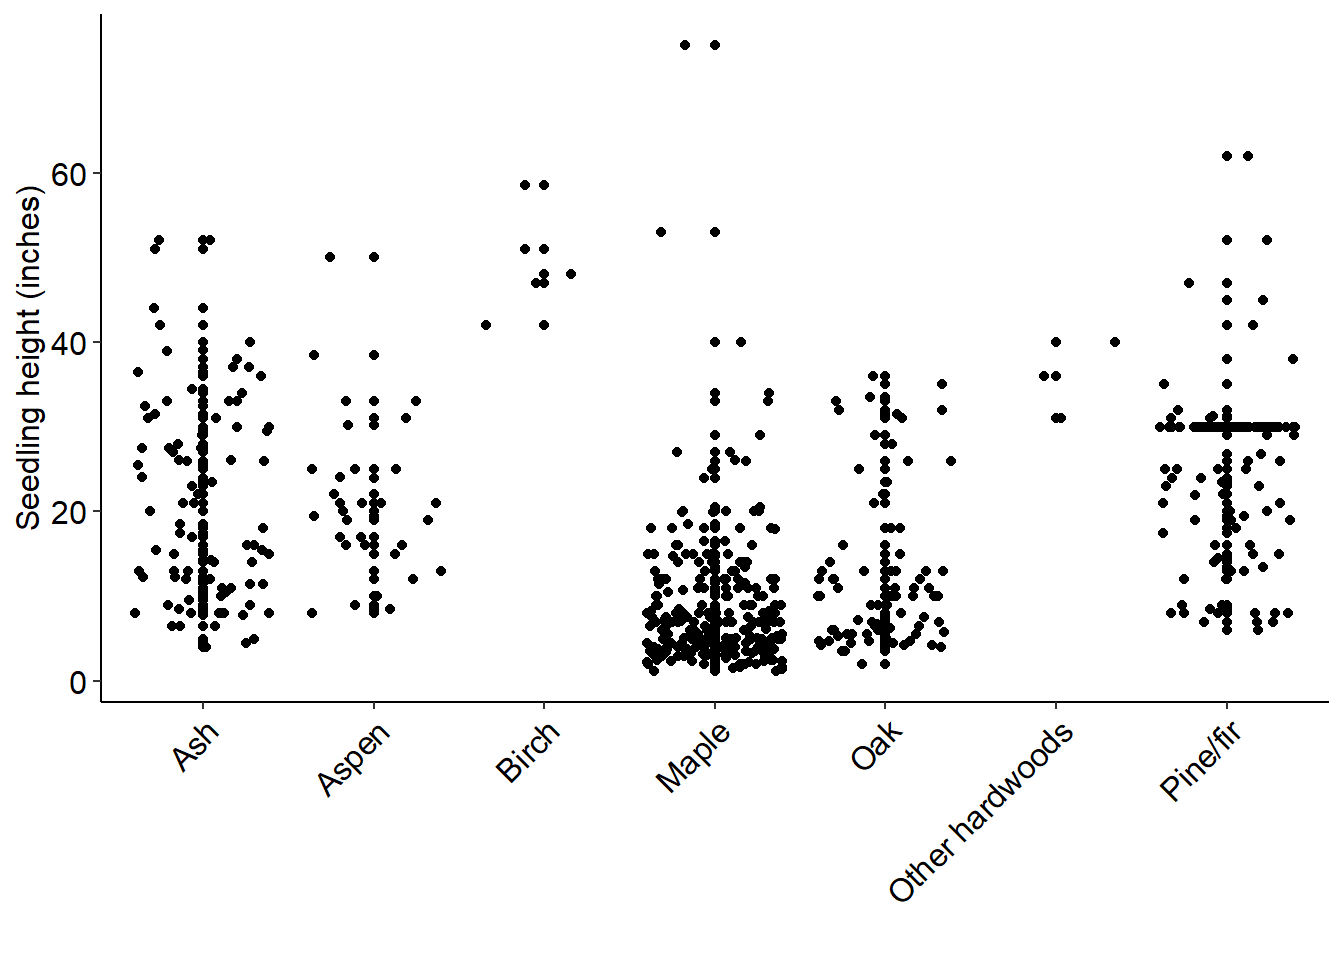 Seedling height (inches)
60
40
20
0
Ash
Aspen
Birch
Maple
Oak
Other hardwoods
Pine/fir